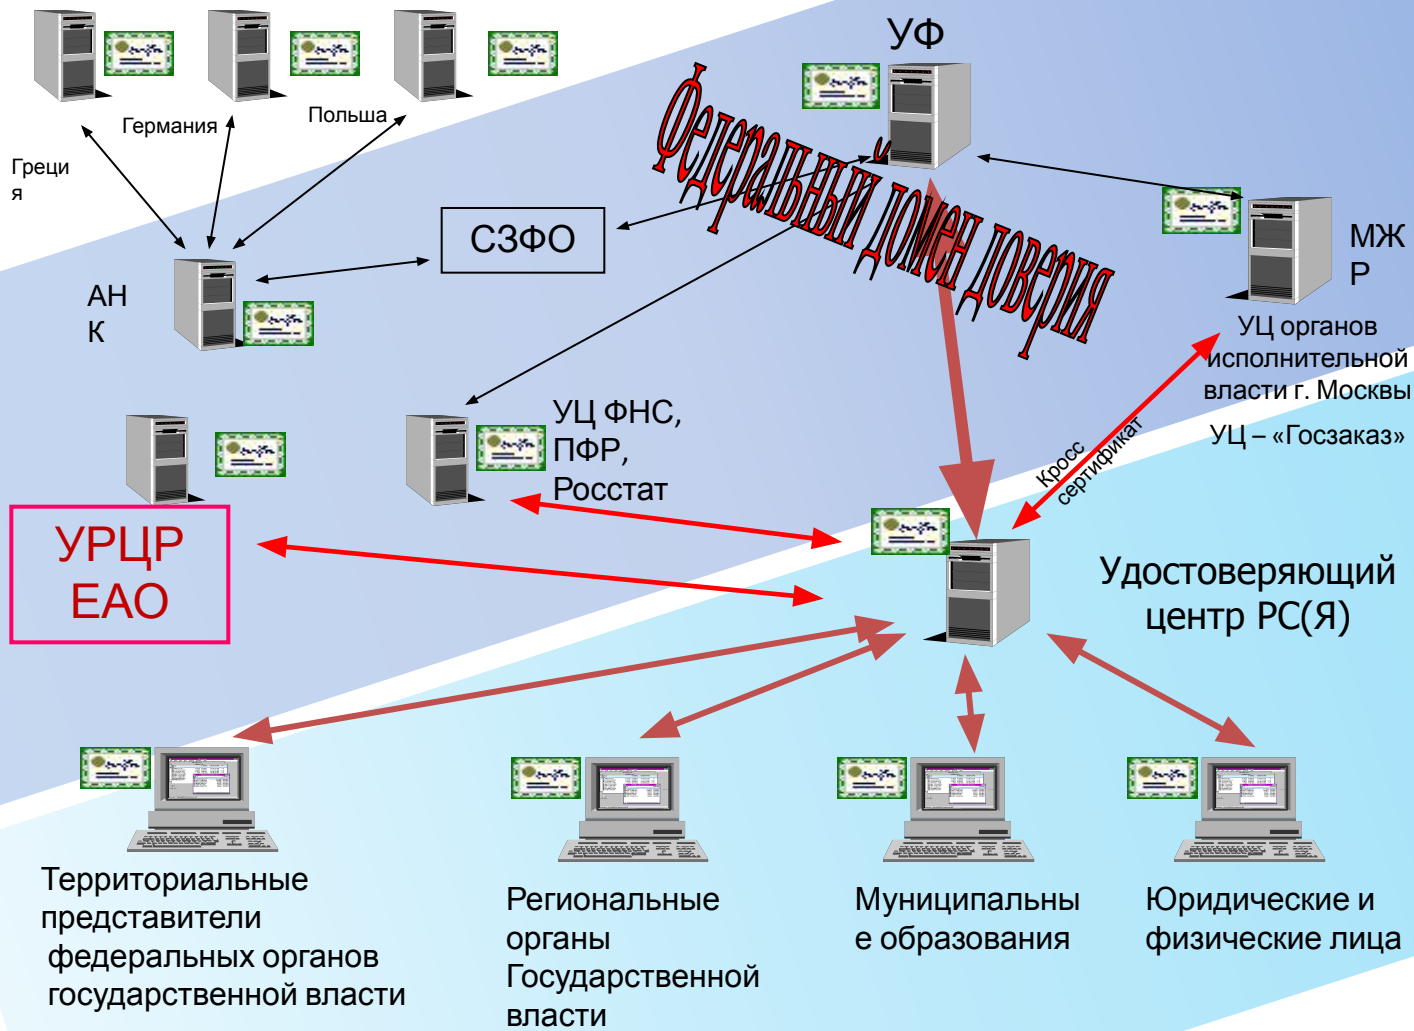 УФ
Германия
Польша
Греци
я
Федеральный домен доверия
СЗФО
МЖ
Р
АН
К
УЦ органов
исполнительной
власти г. Москвы
УЦ – «Госзаказ»
УЦ ФНС,
ПФР,
Росстат
Кросс
сертификат
УРЦР
ЕАО
Удостоверяющий
центр РС(Я)
Территориальные
представители
федеральных органов
государственной власти
Региональные
органы
Государственной
власти
Муниципальны
е образования
Юридические и
физические лица